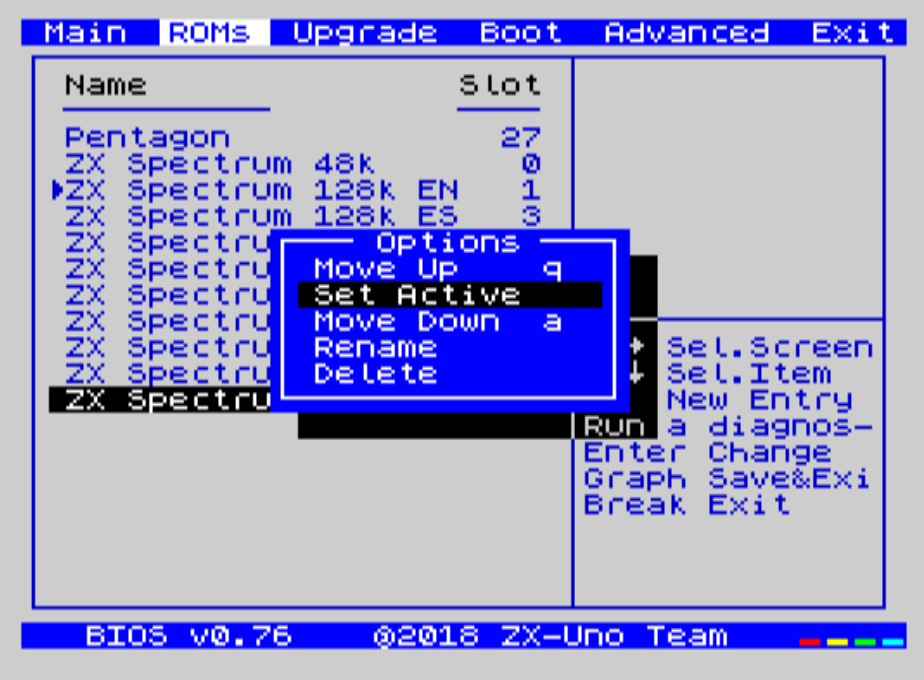 Main ROMs Upgrade Boot Advanced Exit
Name Slot
Pentagon 27
ZX Spectrum 48k 0
ZX Spectrum 128k EN 1
ZX Spectrum 128k ES 3
ZX Spectru
ZX Spectru
ZX Spectru
ZX Spectru
ZX Spectru
ZX Spectru
ZX Spectru
Options
Move Up q
Set Active
Move Down a
Rename
Delete
Sel.Screen
Sel.Item
New Entry
Run a diagnos-
Enter Change
Graph Save&Exi
Break Exit
BIOS v0.76 ©2018 ZX-Uno Team